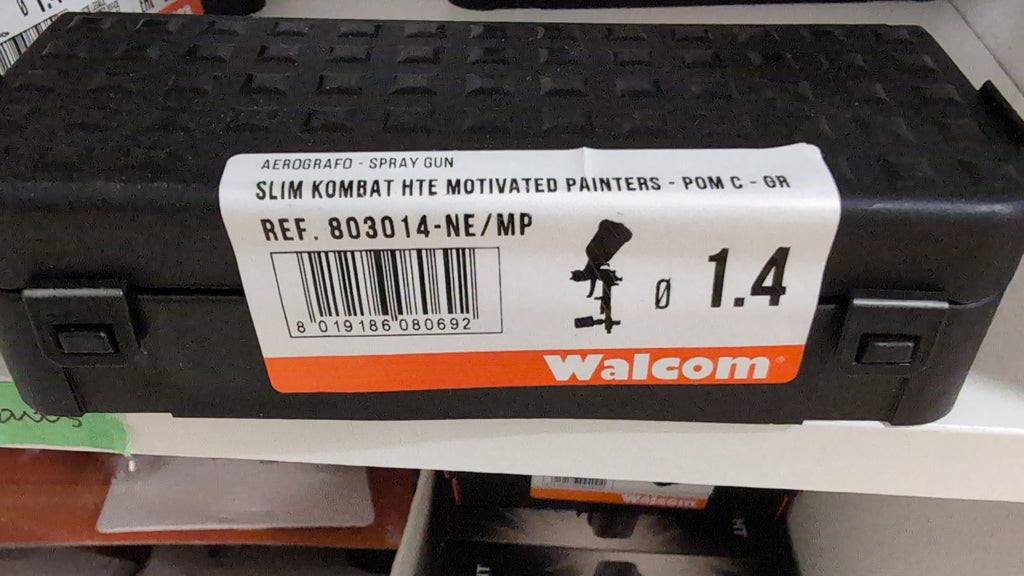 AEROGRAFO - SPRAY GUN
SLIM KOMBAT HTE MOTIVATED PAINTERS - POM C - GR
REF. 803014-NE/MP
8 019186 080692
Ø 1.4
Walcom®
Walcom
HT